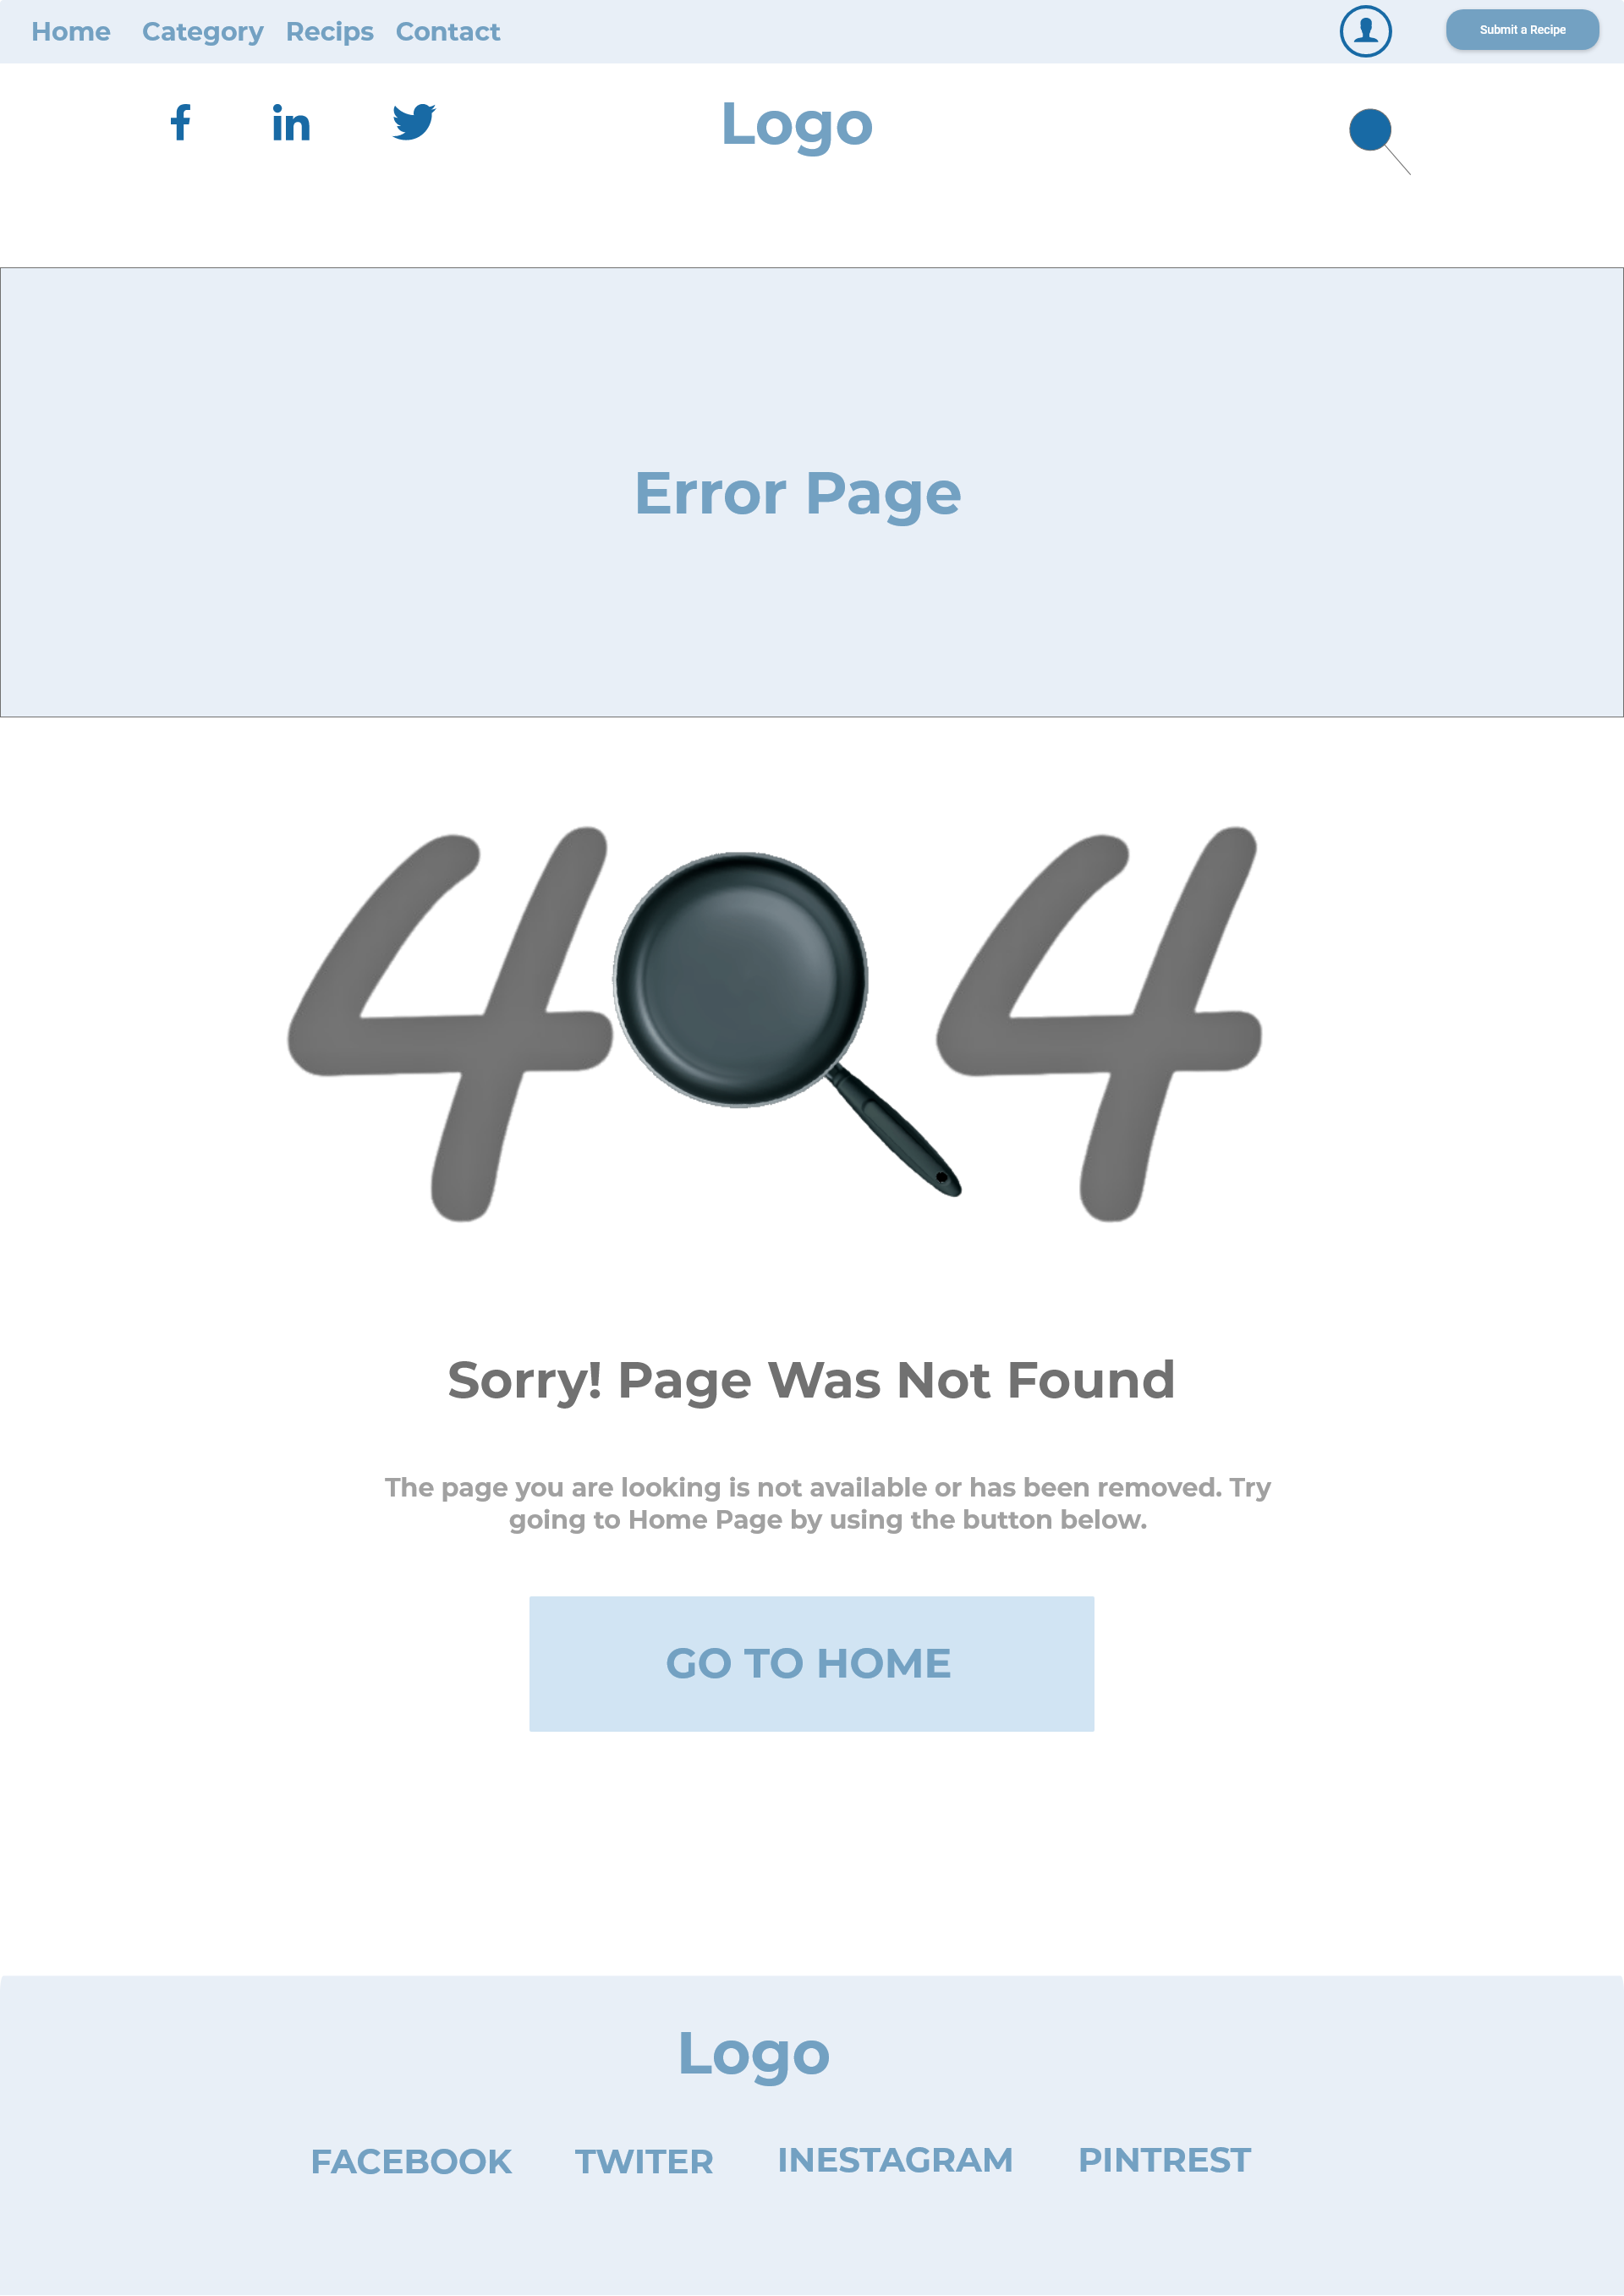 Home Category Recips Contact
Submit a Recipe
f in
Logo
Error Page
4 4
Sorry! Page Was Not Found
The page you are looking is not available or has been removed. Try
going to Home Page by using the button below.
GO TO HOME
Logo
FACEBOOK TWITER INESTAGRAM PINTREST